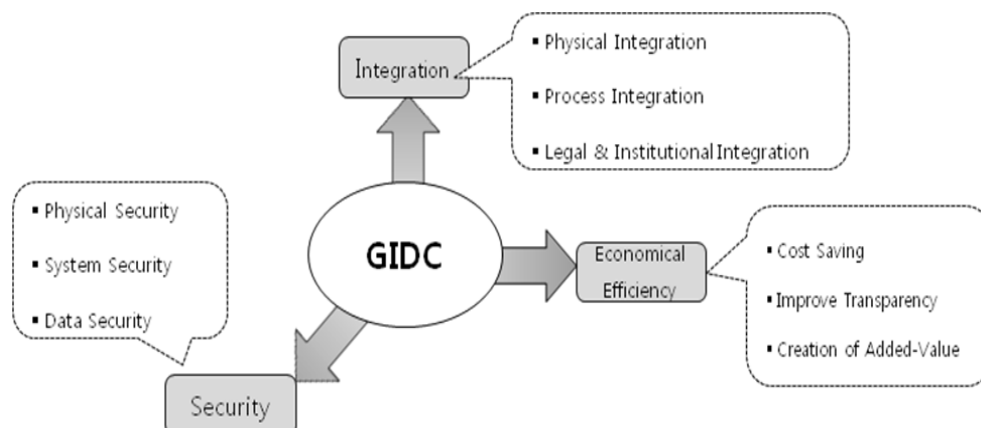 Integration
▪ Physical Integration
▪ Process Integration
▪ Legal & Institutional Integration
▪ Physical Security
▪ System Security
▪ Data Security
GIDC
Economical
Efficiency
▪ Cost Saving
▪ Improve Transparency
▪ Creation of Added-Value
Security